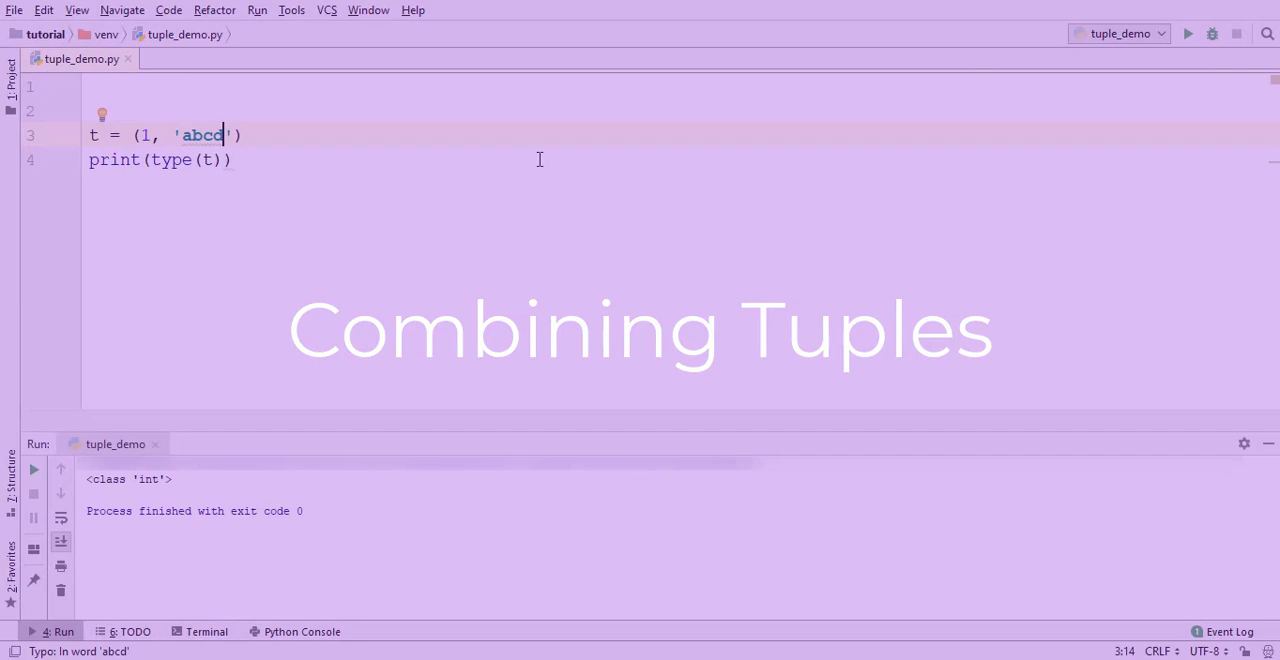 File Edit View Navigate Code Refactor Run Tools VCS Window Help
tutorial venv tuple_demo.py tuple_demo
1: Project
tuple_demo.py
1
2
3 t = (1, 'abcd')
4 print(type(t))
Combining Tuples
Run: tuple_demo
<class 'int'>
Process finished with exit code 0
7: Structure
2: Favorites
4: Run 6: TODO Terminal Python Console 1 Event Log
Typo: In word 'abcd' 3:14 CRLF UTF-8